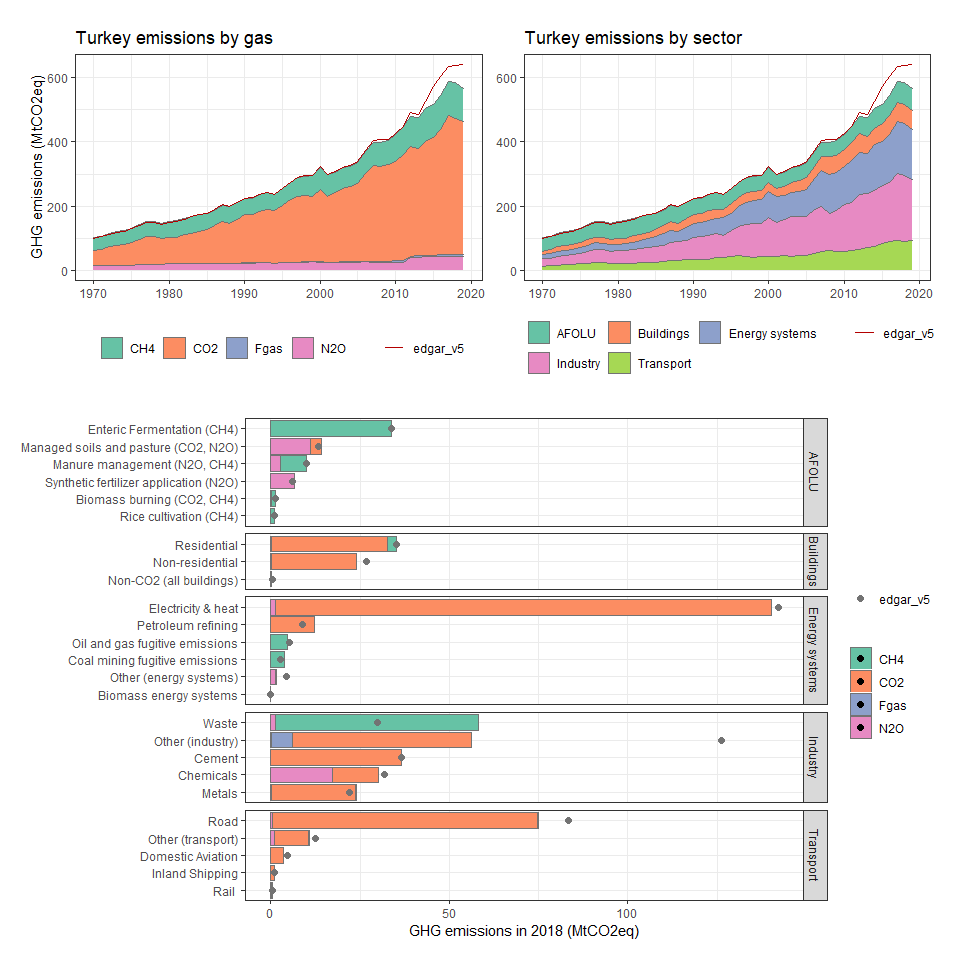 Turkey emissions by gas
GHG emissions (MtCO2eq)
600
400
200
0
1970
1980
1990
2000
2010
2020
CH4
CO2
Fgas
N2O
edgar_v5
Turkey emissions by sector
600
400
200
0
1970
1980
1990
2000
2010
2020
AFOLU
Buildings
Energy systems
edgar_v5
Industry
Transport
Enteric Fermentation (CH4)
Managed soils and pasture (CO2, N2O)
Manure management (N2O, CH4)
Synthetic fertilizer application (N2O)
Biomass burning (CO2, CH4)
Rice cultivation (CH4)
AFOLU
Residential
Non-residential
Non-CO2 (all buildings)
Buildings
Electricity & heat
Petroleum refining
Oil and gas fugitive emissions
Coal mining fugitive emissions
Other (energy systems)
Biomass energy systems
Energy systems
Waste
Other (industry)
Cement
Chemicals
Metals
Industry
Road
Other (transport)
Domestic Aviation
Inland Shipping
Rail
Transport
0
50
100
GHG emissions in 2018 (MtCO2eq)
edgar_v5
CH4
CO2
Fgas
N2O